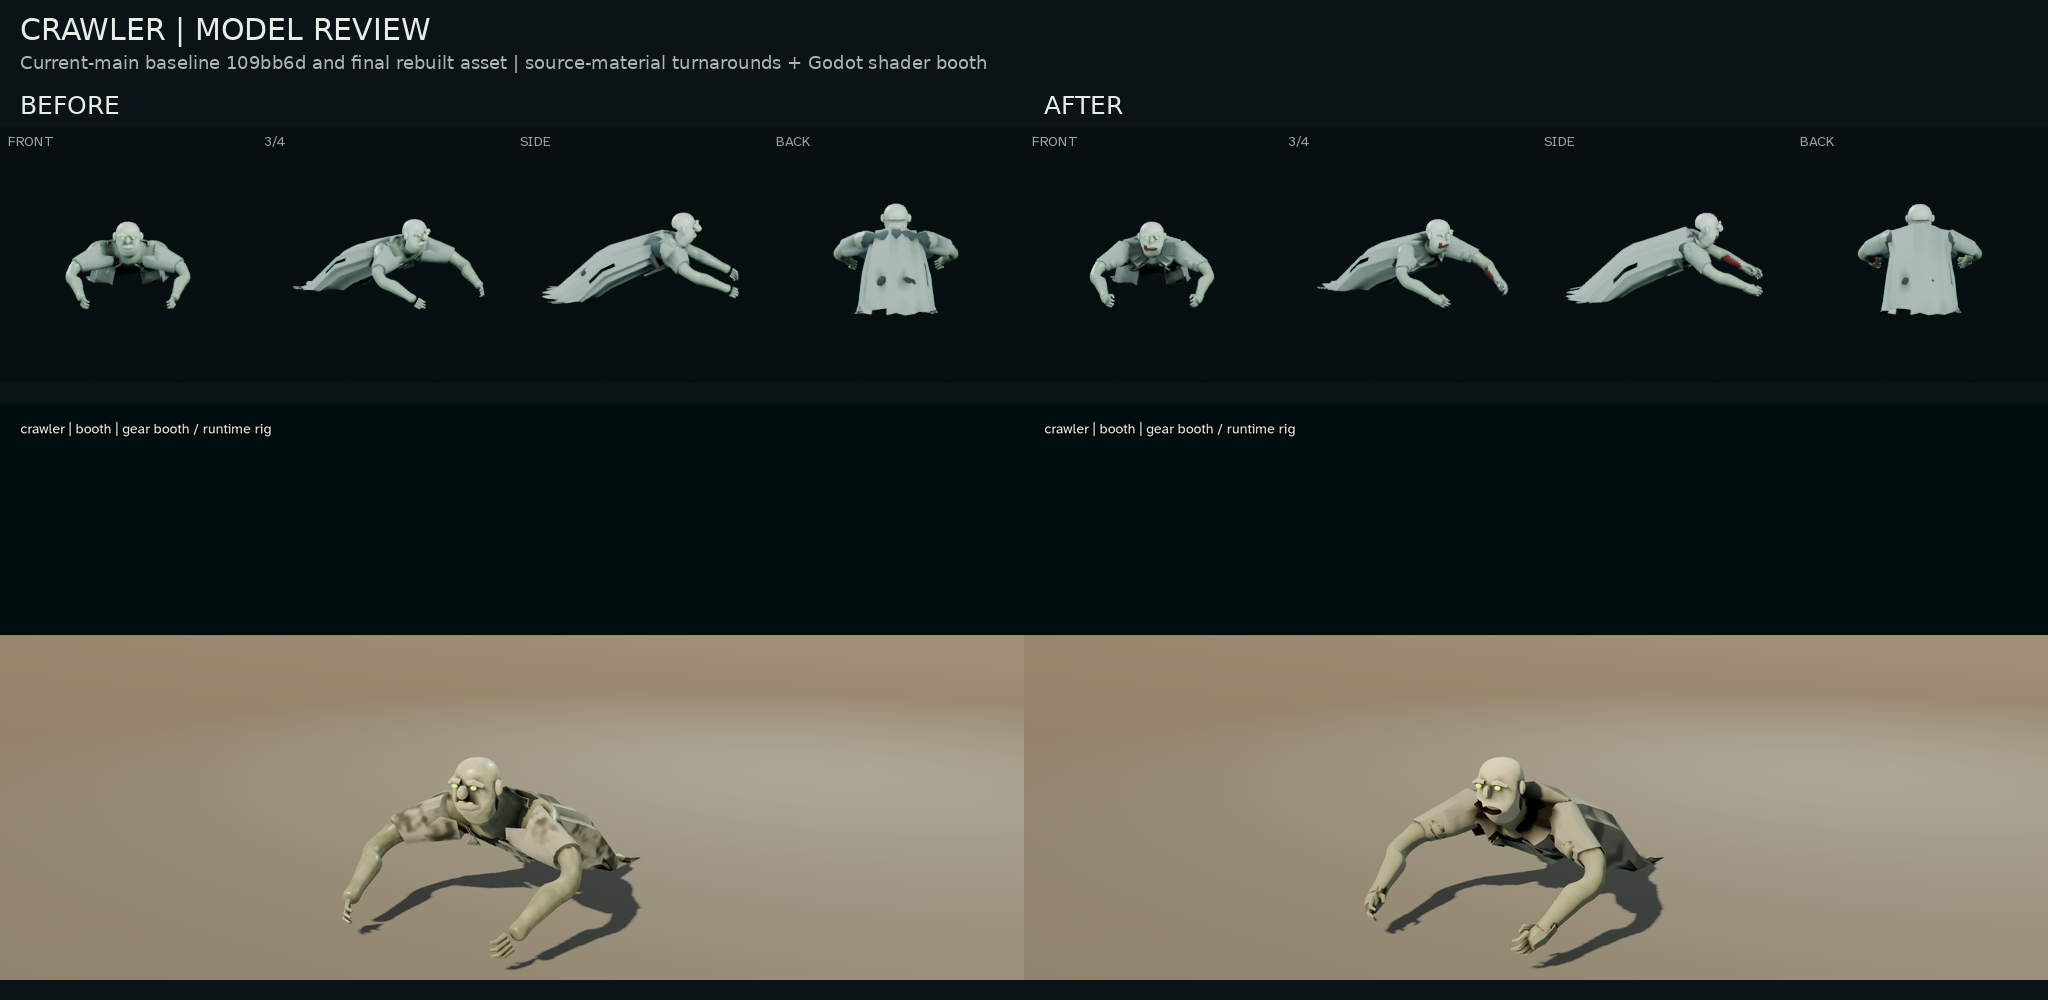 CRAWLER | MODEL REVIEW
Current-main baseline 109bb6d and final rebuilt asset | source-material turnarounds + Godot shader booth
BEFORE
AFTER
FRONT
3/4
SIDE
BACK
FRONT
3/4
SIDE
BACK
crawler | booth | gear booth / runtime rig
crawler | booth | gear booth / runtime rig